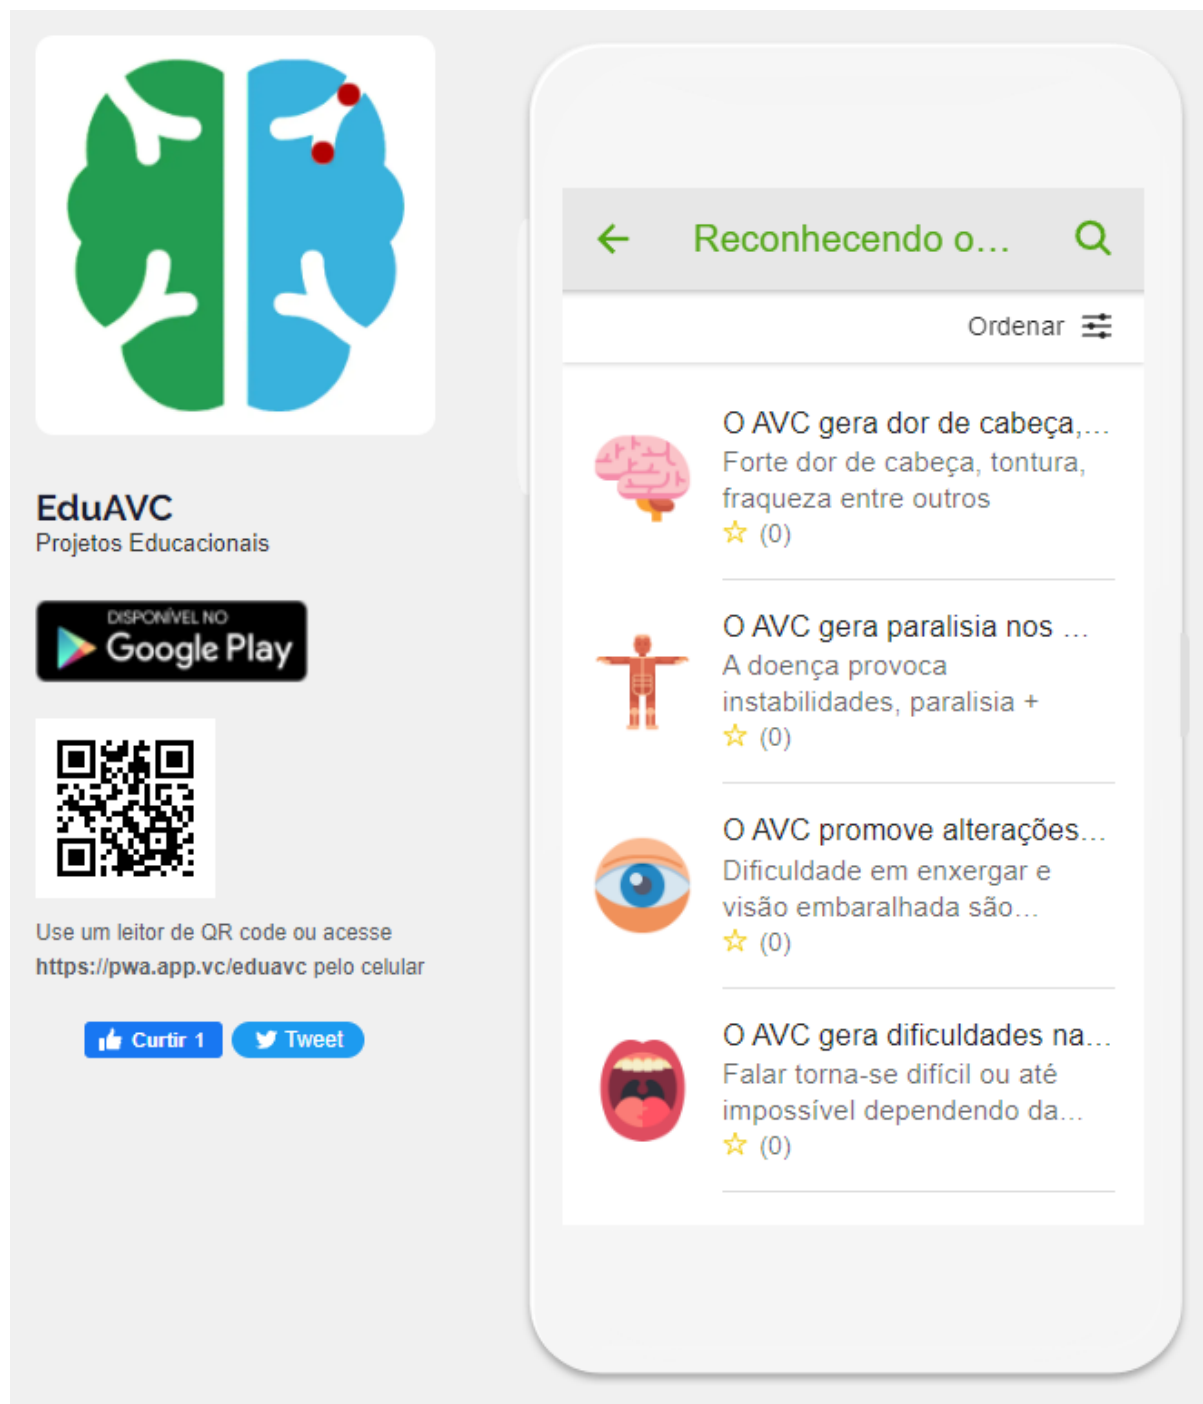 EduAVC
Projetos Educacionais
DISPONÍVEL NO
Google Play
Use um leitor de QR code ou acesse
https://pwa.app.vc/eduavc pelo celular
Curtir 1
Tweet
Reconhecendo o...
Ordenar
O AVC gera dor de cabeça,...
Forte dor de cabeça, tontura,
fraqueza entre outros
(0)
O AVC gera paralisia nos ...
A doença provoca
instabilidades, paralisia +
(0)
O AVC promove alterações...
Dificuldade em enxergar e
visão embaralhada são...
(0)
O AVC gera dificuldades na...
Falar torna-se difícil ou até
impossível dependendo da...
(0)